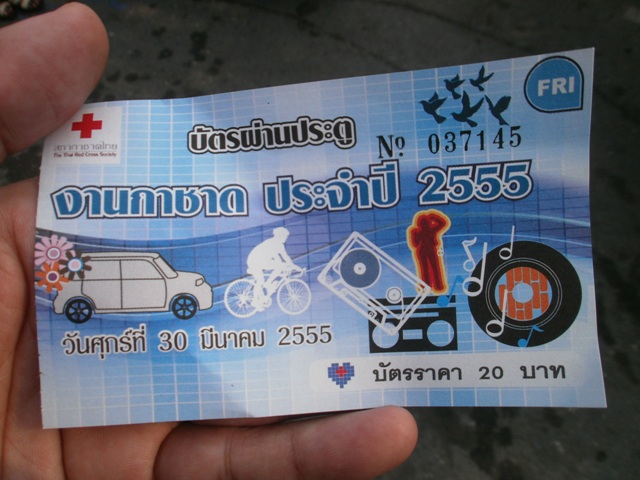 FRI
สภากาชาดไทย
The Thai Red Cross Society
บัตรผ่านประตู
Nº 037145
งานกาชาด ประจำปี 2555
วันศุกร์ที่ 30 มีนาคม 2555
บัตรราคา 20 บาท